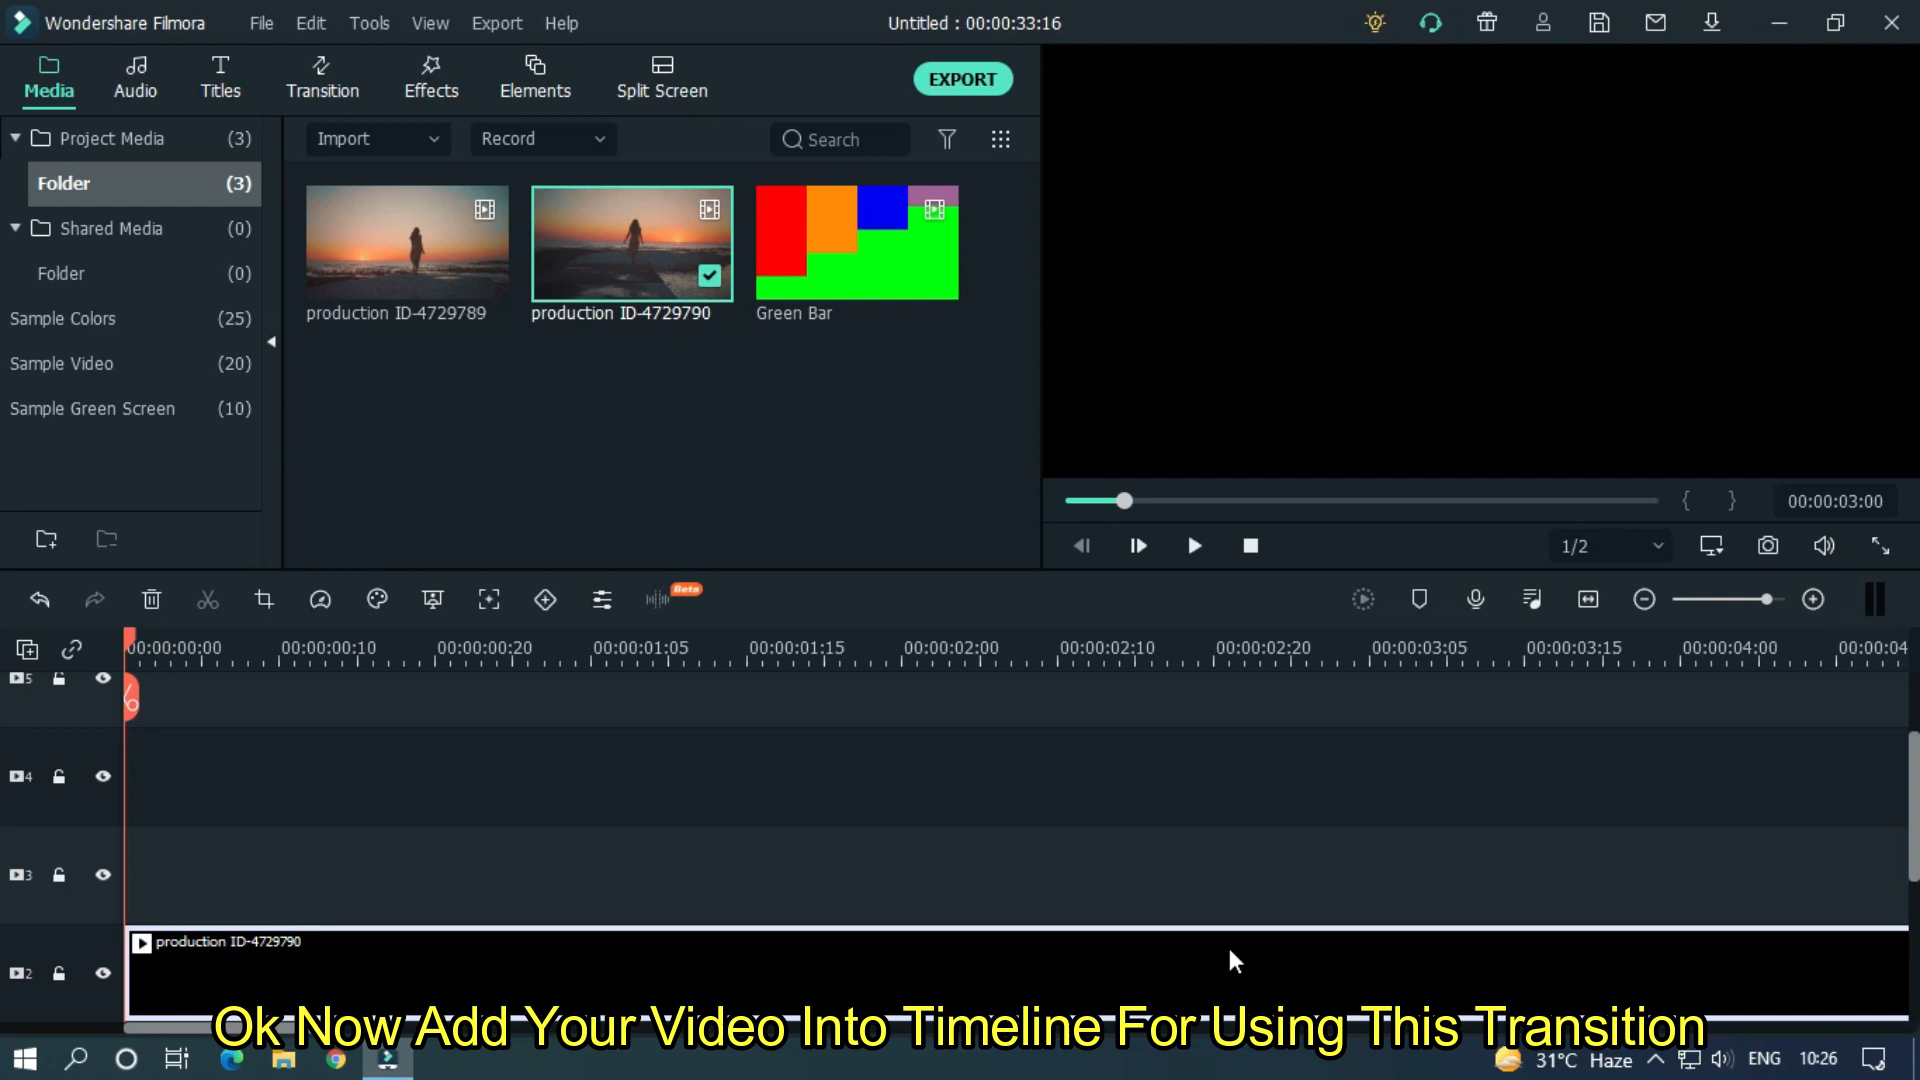 Wondershare Filmora File Edit Tools View Export Help Untitled : 00:00:33:16
Media Audio Titles Transition Effects Elements Split Screen EXPORT
Project Media (3) Import Record Search
Folder (3)
Shared Media (0)
Folder (0)
Sample Colors (25)
Sample Video (20)
Sample Green Screen (10)
production ID-4729789 production ID-4729790 Green Bar
00:00:03:00
1/2
Beta
00:00:00:00 00:00:00:10 00:00:00:20 00:00:01:05 00:00:01:15 00:00:02:00 00:00:02:10 00:00:02:20 00:00:03:05 00:00:03:15 00:00:04:00 00:00:04
5
4
3
production ID-4729790
2
Ok Now Add Your Video Into Timeline For Using This Transition
31°C Haze ENG 10:26